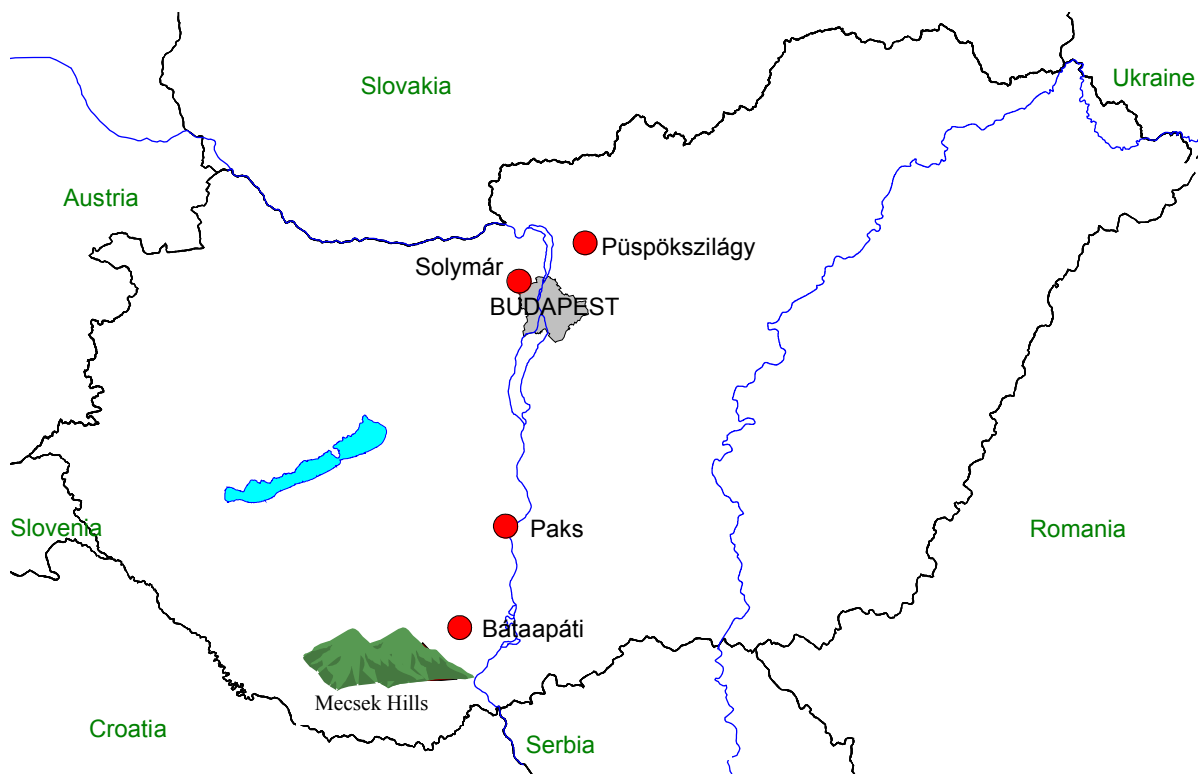 Slovakia
Ukraine
Austria
Püspökszilágy
Solymár
BUDAPEST
Slovenia
Paks
Romania
Bátaapáti
Mecsek Hills
Croatia
Serbia